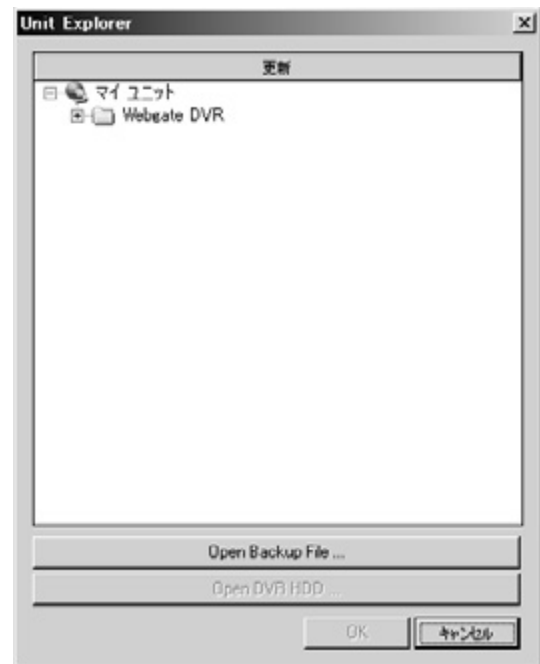 Unit Explorer
更新
マイ ユニット
Webgate DVR
Open Backup File ...
Open DVR HDD ...
OK
キャンセル